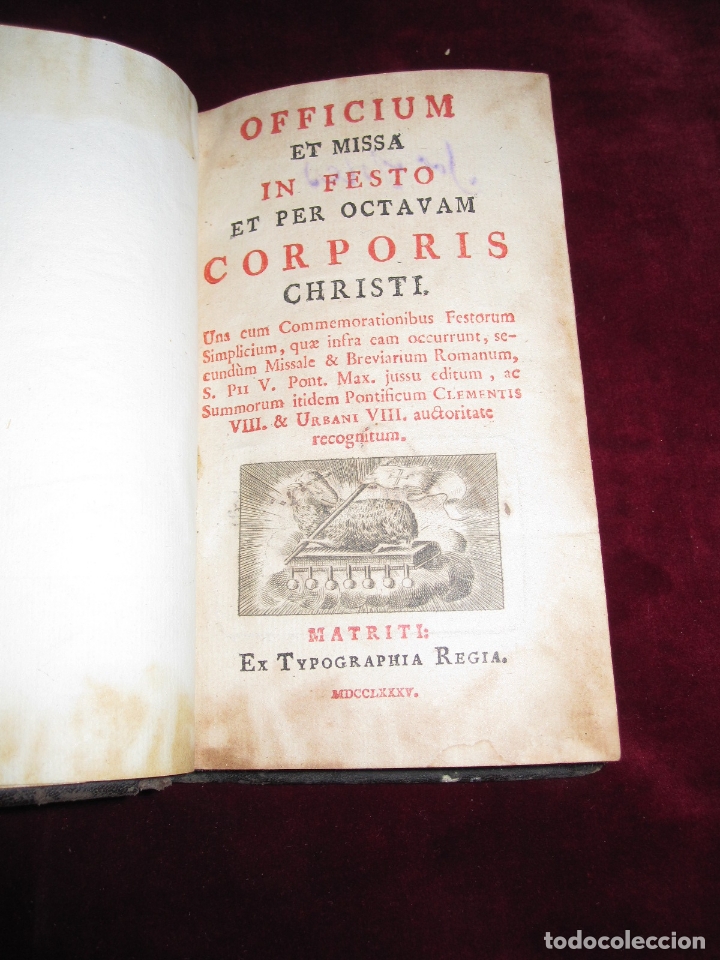 OFFICIUM
ET MISSA
IN FESTO
ET PER OCTAVAM
CORPORIS
CHRISTI.
Una cum Commemorationibus Festorum
Simplicium, quæ infra eam occurrunt, se-
cundùm Missale & Breviarium Romanum,
S. PII V. Pont. Max. jussu editum, ac
Summorum itidem Pontificum CLEMENTIS
VIII. & URBANI VIII. auctoritate
recognitum.
MATRITI:
EX TYPOGRAPHIA REGIA.
MDCCLXXXV.
todocoleccion